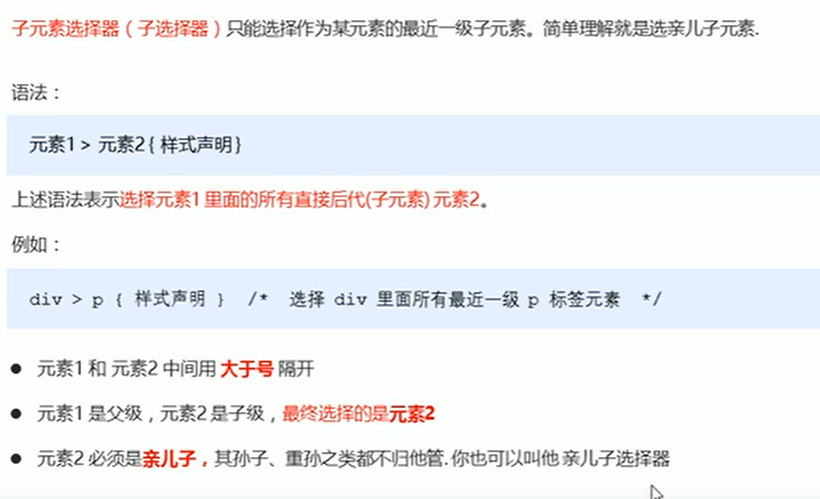 子元素选择器（子选择器）只能选择作为某元素的最近一级子元素。简单理解就是选亲儿子元素.
语法：
元素1 > 元素2 { 样式声明 }
上述语法表示选择元素1 里面的所有直接后代(子元素) 元素2。
例如：
div > p { 样式声明 } /* 选择 div 里面所有最近一级 p 标签元素 */
● 元素1 和 元素2 中间用 大于号 隔开
● 元素1 是父级，元素2 是子级，最终选择的是元素2
● 元素2 必须是亲儿子，其孙子、重孙之类都不归他管. 你也可以叫他 亲儿子选择器